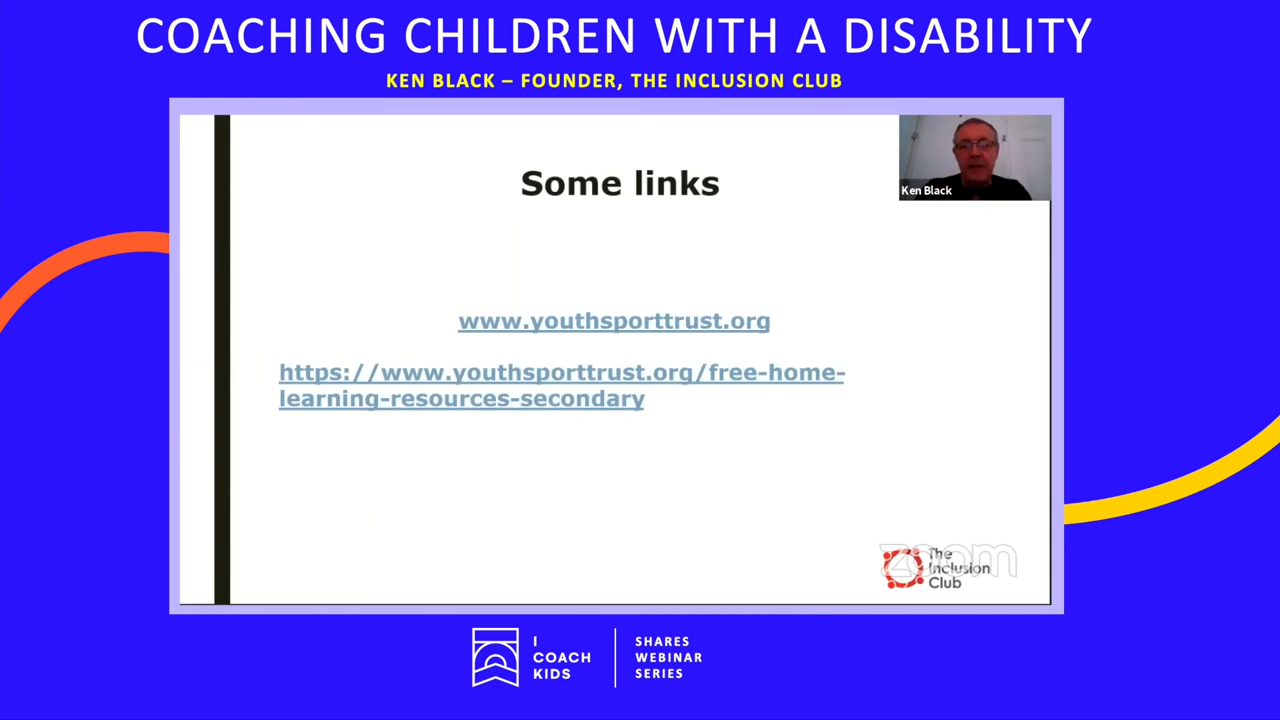 COACHING CHILDREN WITH A DISABILITY
KEN BLACK – FOUNDER, THE INCLUSION CLUB
Ken Black
Some links
www.youthsporttrust.org
https://www.youthsporttrust.org/free-home-
learning-resources-secondary
zoom
The
Inclusion
Club
I
COACH
KIDS
SHARES
WEBINAR
SERIES